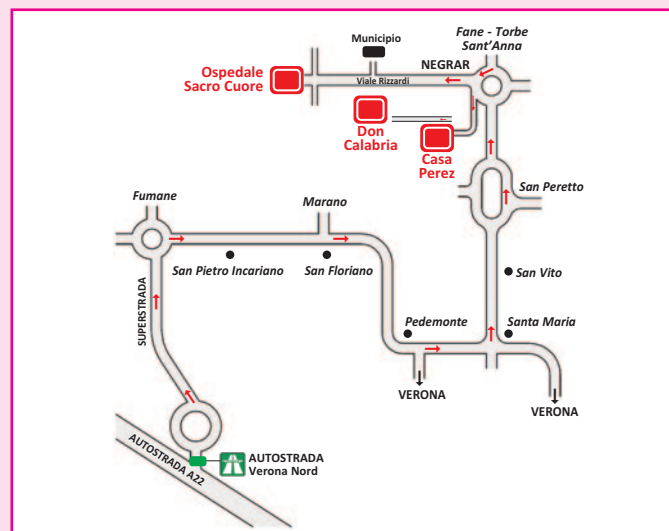 Fane - Torbe
Sant'Anna
Municipio
NEGRAR
Ospedale
Sacro Cuore
Viale Rizzardi
Don
Calabria
Casa
Perez
San Peretto
Fumane
Marano
San Pietro Incariano
San Floriano
San Vito
SUPERSTRADA
Pedemonte
Santa Maria
VERONA
VERONA
AUTOSTRADA A22
AUTOSTRADA
Verona Nord